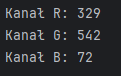 Kanał R: 329
Kanał G: 542
Kanał B: 72